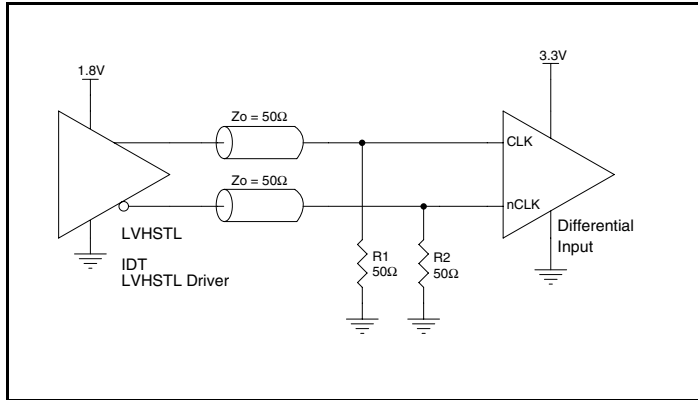 1.8V
3.3V
Zo = 50Ω
CLK
Zo = 50Ω
nCLK
LVHSTL
IDT
LVHSTL Driver
R1
50Ω
R2
50Ω
Differential
Input